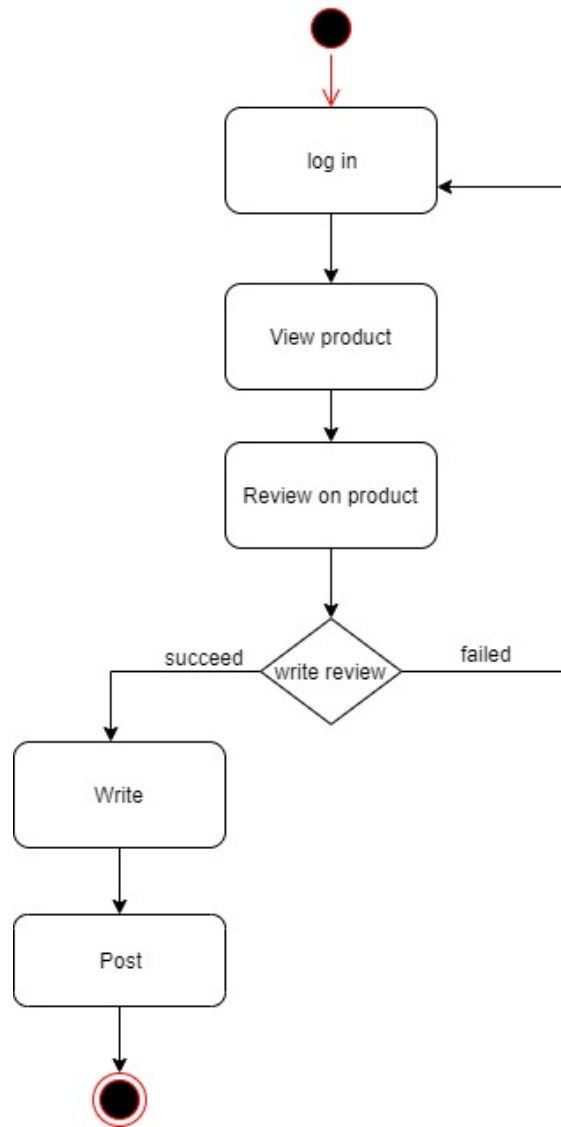 log in
View product
Review on product
succeed
write review
failed
Write
Post